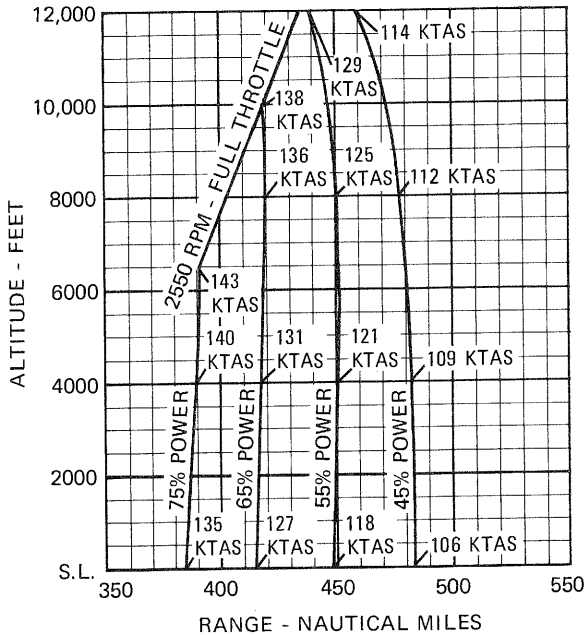 12,000
10,000
8000
6000
4000
2000
S.L.
ALTITUDE - FEET
2550 RPM - FULL THROTTLE
114 KTAS
129
KTAS
138
KTAS
136
KTAS
125
KTAS
112 KTAS
143
KTAS
140
KTAS
131
KTAS
121
KTAS
109 KTAS
75% POWER
65% POWER
55% POWER
45% POWER
135
KTAS
127
KTAS
118
KTAS
106 KTAS
350
400
450
500
550
RANGE - NAUTICAL MILES